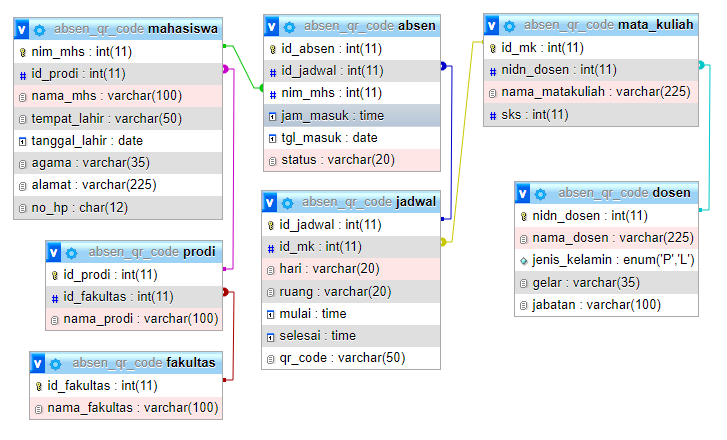 absen_qr_code mahasiswa
nim_mhs : int(11)
id_prodi : int(11)
nama_mhs : varchar(100)
tempat_lahir : varchar(50)
tanggal_lahir : date
agama : varchar(35)
alamat : varchar(225)
no_hp : char(12)
absen_qr_code absen
id_absen : int(11)
id_jadwal : int(11)
nim_mhs : int(11)
jam_masuk : time
tgl_masuk : date
status : varchar(20)
absen_qr_code mata_kuliah
id_mk : int(11)
nidn_dosen : int(11)
nama_matakuliah : varchar(225)
sks : int(11)
absen_qr_code jadwal
id_jadwal : int(11)
id_mk : int(11)
hari : varchar(20)
ruang : varchar(20)
mulai : time
selesai : time
qr_code : varchar(50)
absen_qr_code dosen
nidn_dosen : int(11)
nama_dosen : varchar(225)
jenis_kelamin : enum('P','L')
gelar : varchar(35)
jabatan : varchar(100)
absen_qr_code prodi
id_prodi : int(11)
id_fakultas : int(11)
nama_prodi : varchar(100)
absen_qr_code fakultas
id_fakultas : int(11)
nama_fakultas : varchar(100)